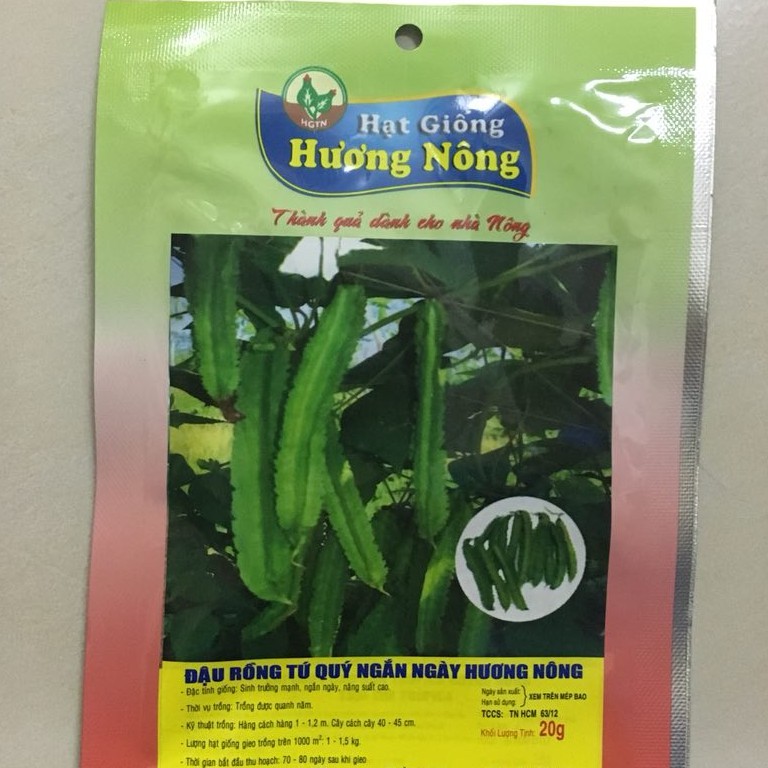 HGTN
Hạt Giống
Hương Nông
Thành quả dành cho nhà Nông
ĐẬU RỒNG TỨ QUÝ NGẮN NGÀY HƯƠNG NÔNG
- Đặc tính giống: Sinh trưởng mạnh, ngắn ngày, năng suất cao.
- Thời vụ trồng: Trồng được quanh năm.
- Kỹ thuật trồng: Hàng cách hàng 1 - 1,2 m. Cây cách cây 40 - 45 cm.
- Lượng hạt giống gieo trồng trên 1000 m²: 1 - 1,5 kg.
- Thời gian bắt đầu thu hoạch: 70 - 80 ngày sau khi gieo
Ngày sản xuất
Hạn sử dụng:
XEM TRÊN MÉP BAO
TCCS: TN HCM 63/12
Khối Lượng Tịnh: 20g